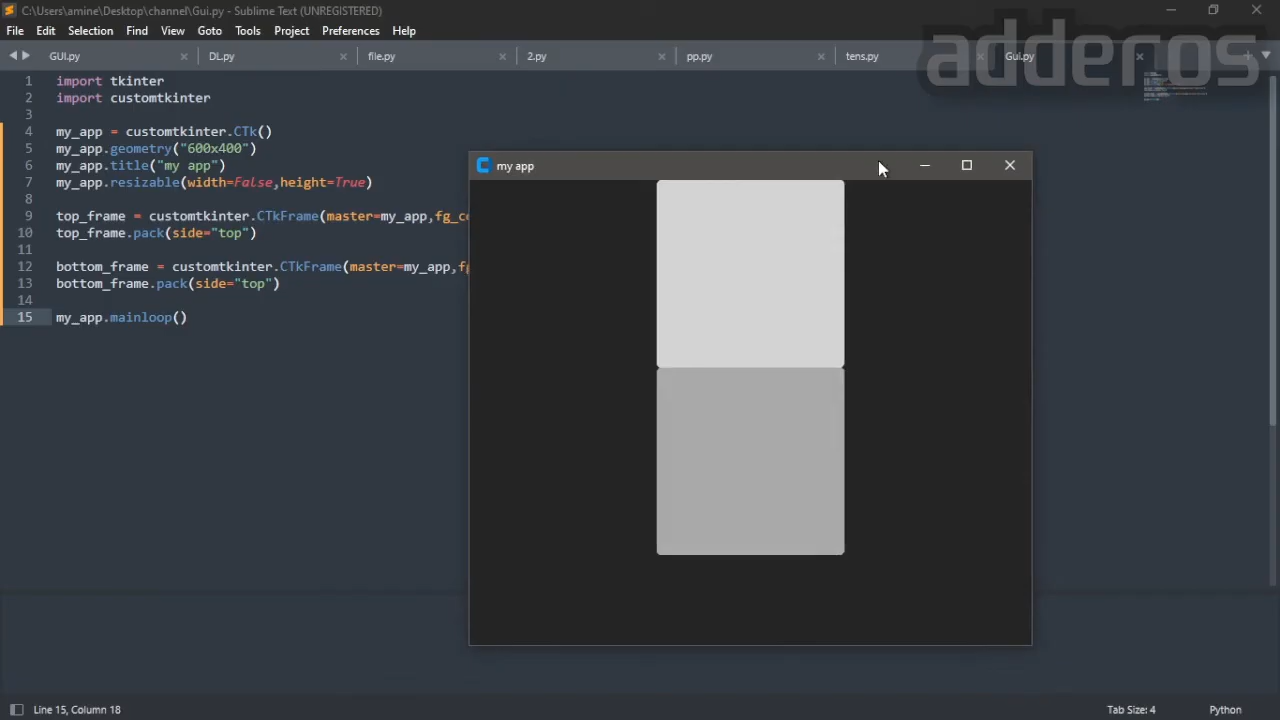 C:\Users\amine\Desktop\channel\Gui.py - Sublime Text (UNREGISTERED)
File Edit Selection Find View Goto Tools Project Preferences Help
GUI.py DL.py file.py 2.py pp.py tens.py Gui.py
adderos
1 import tkinter
2 import customtkinter
3
4 my_app = customtkinter.CTk()
5 my_app.geometry("600x400")
6 my_app.title("my app")
7 my_app.resizable(width=False,height=True)
8
9 top_frame = customtkinter.CTkFrame(master=my_app,fg_co
10 top_frame.pack(side="top")
11
12 bottom_frame = customtkinter.CTkFrame(master=my_app,fg
13 bottom_frame.pack(side="top")
14
15 my_app.mainloop()
my app
Line 15, Column 18
Tab Size: 4
Python